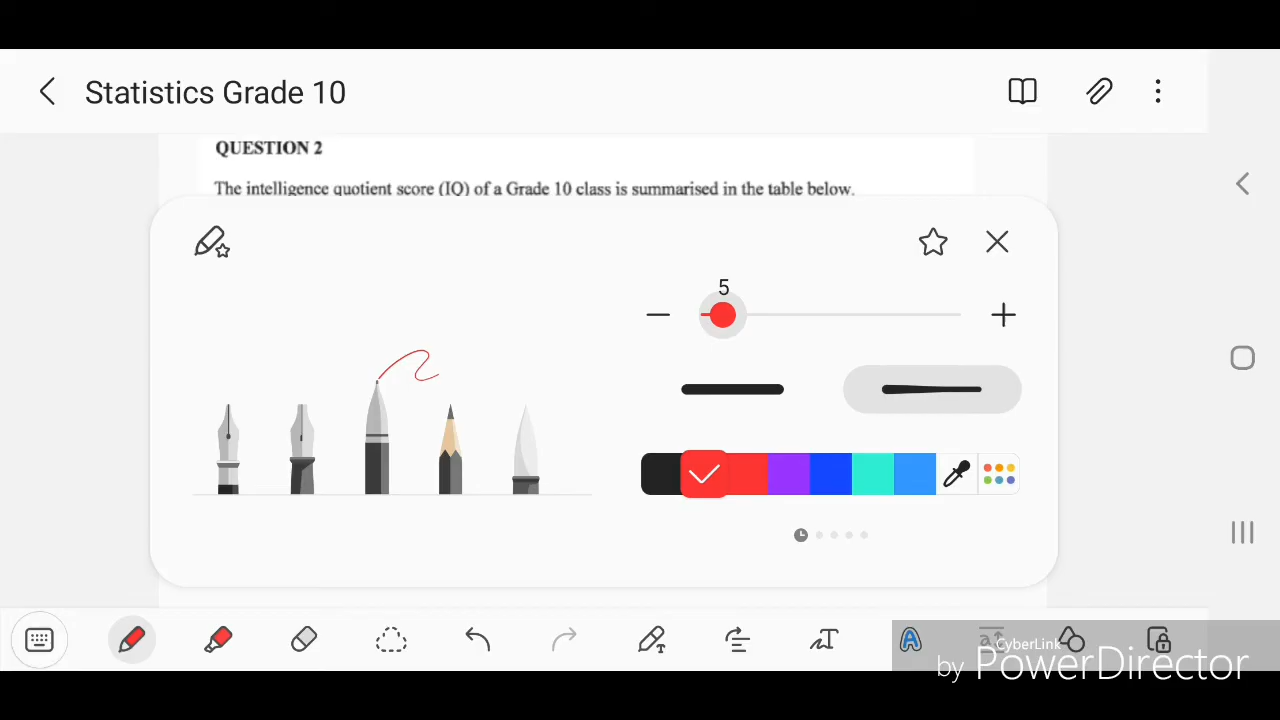 Statistics Grade 10
QUESTION 2
The intelligence quotient score (IQ) of a Grade 10 class is summarised in the table below.
5
CyberLink
by PowerDirector